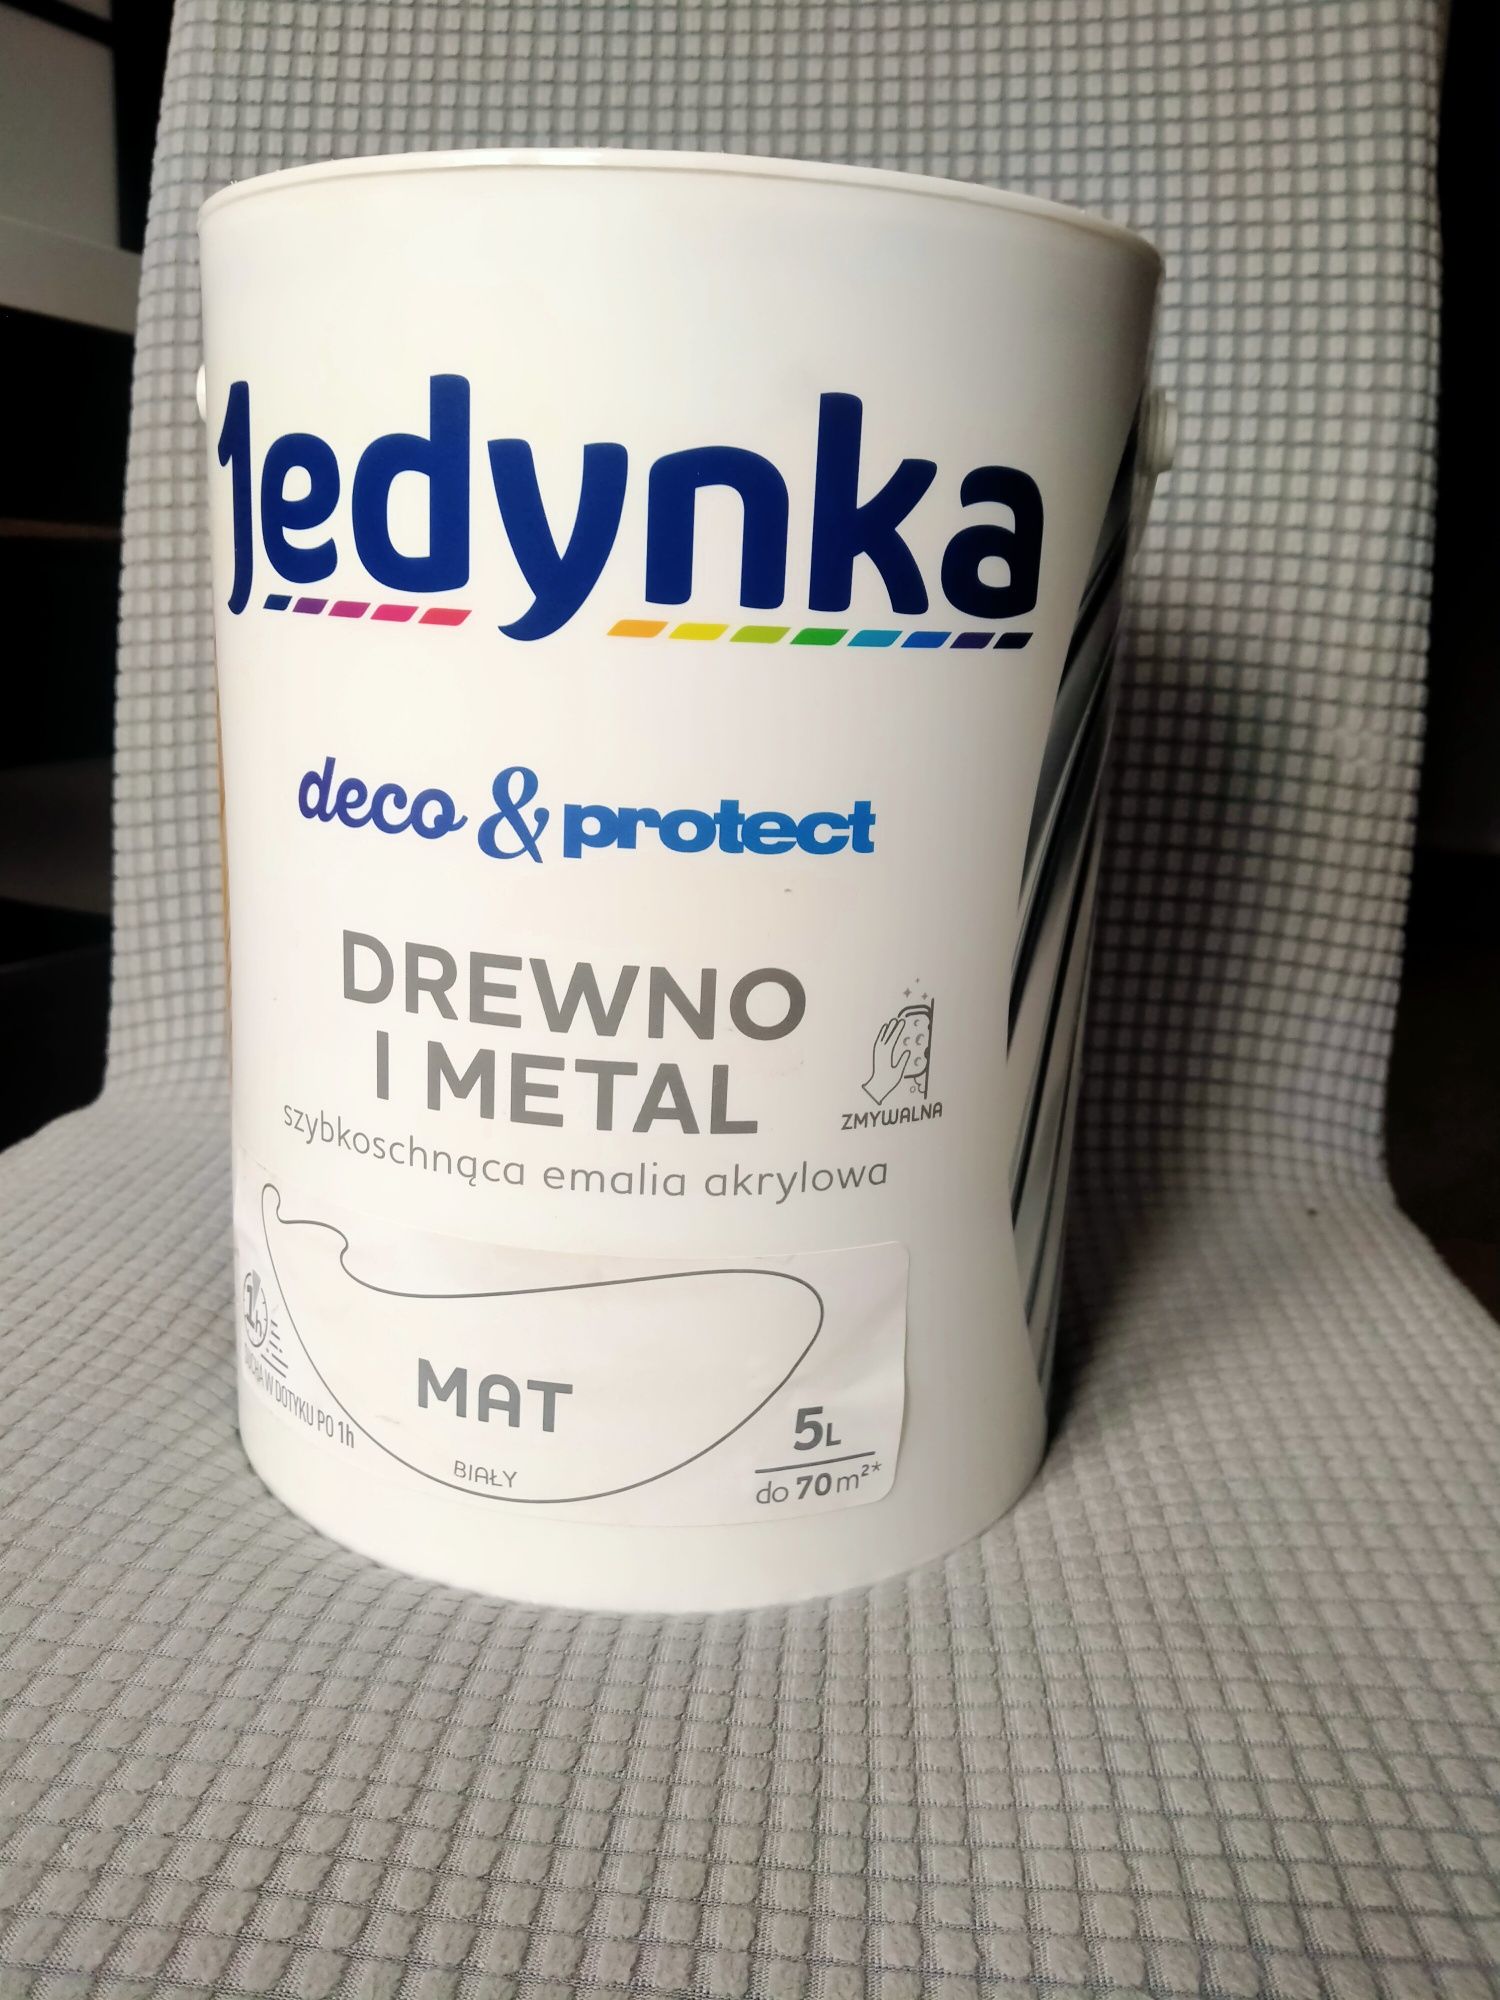 Jedynka
deco & protect
DREWNO
I METAL
szybkoschnąca emalia akrylowa
ZMYWALNA
1h
SUCHA W DOTYKU PO 1h
MAT
BIAŁY
5L
do 70 m²*